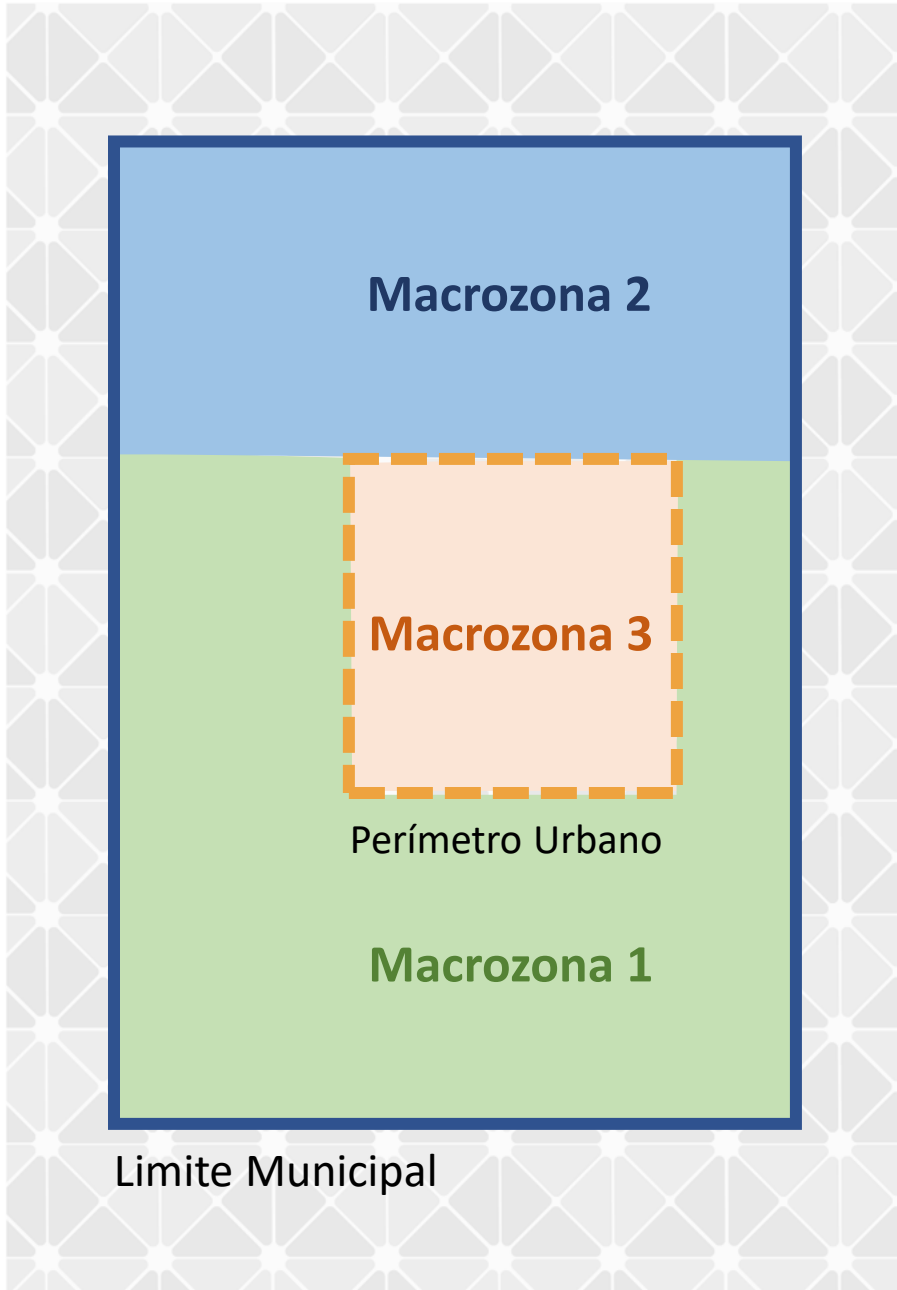 Macrozona 2
Macrozona 3
Perímetro Urbano
Macrozona 1
Limite Municipal